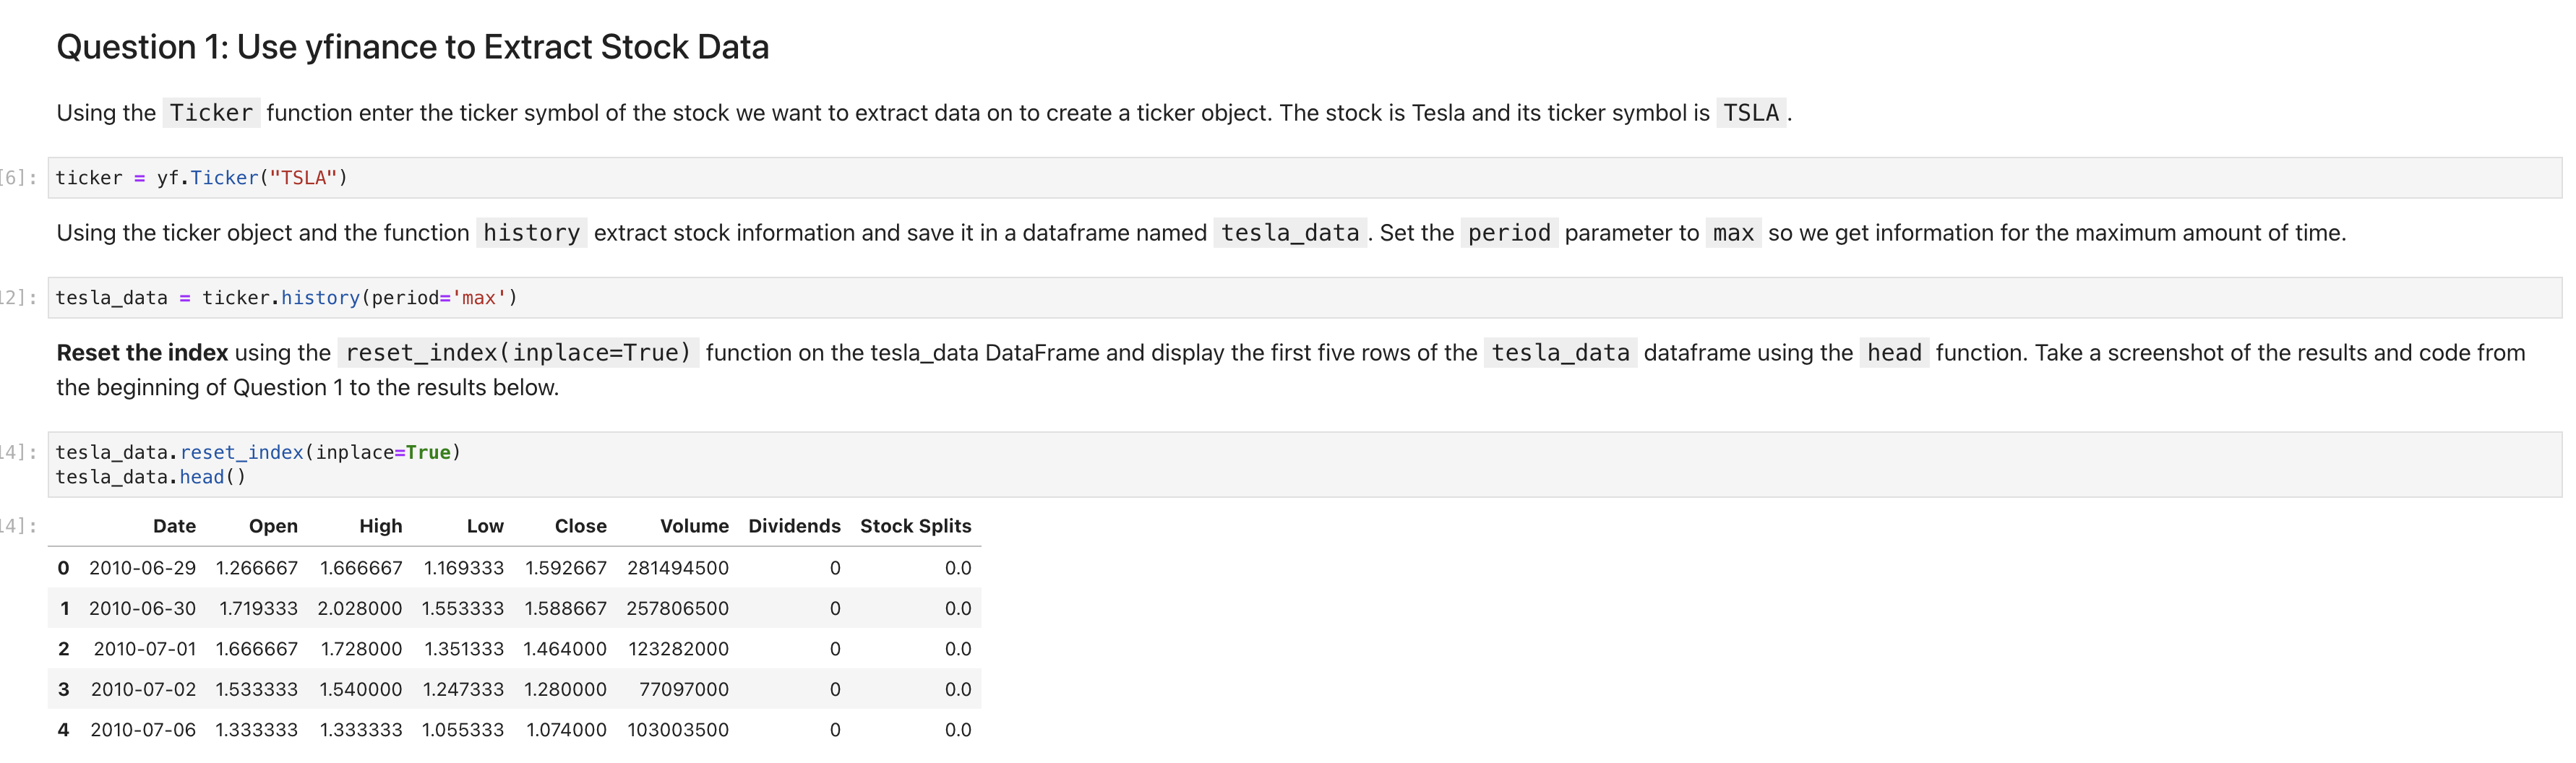 Question 1: Use yfinance to Extract Stock Data
Using the Ticker function enter the ticker symbol of the stock we want to extract data on to create a ticker object. The stock is Tesla and its ticker symbol is TSLA .
[6]: ticker = yf.Ticker("TSLA")
Using the ticker object and the function history extract stock information and save it in a dataframe named tesla_data . Set the period parameter to max so we get information for the maximum amount of time.
12]: tesla_data = ticker.history(period='max')
Reset the index using the reset_index(inplace=True) function on the tesla_data DataFrame and display the first five rows of the tesla_data dataframe using the head function. Take a screenshot of the results and code from
the beginning of Question 1 to the results below.
14]: tesla_data.reset_index(inplace=True)
tesla_data.head()
14]: Date Open High Low Close Volume Dividends Stock Splits
0 2010-06-29 1.266667 1.666667 1.169333 1.592667 281494500 0 0.0
1 2010-06-30 1.719333 2.028000 1.553333 1.588667 257806500 0 0.0
2 2010-07-01 1.666667 1.728000 1.351333 1.464000 123282000 0 0.0
3 2010-07-02 1.533333 1.540000 1.247333 1.280000 77097000 0 0.0
4 2010-07-06 1.333333 1.333333 1.055333 1.074000 103003500 0 0.0